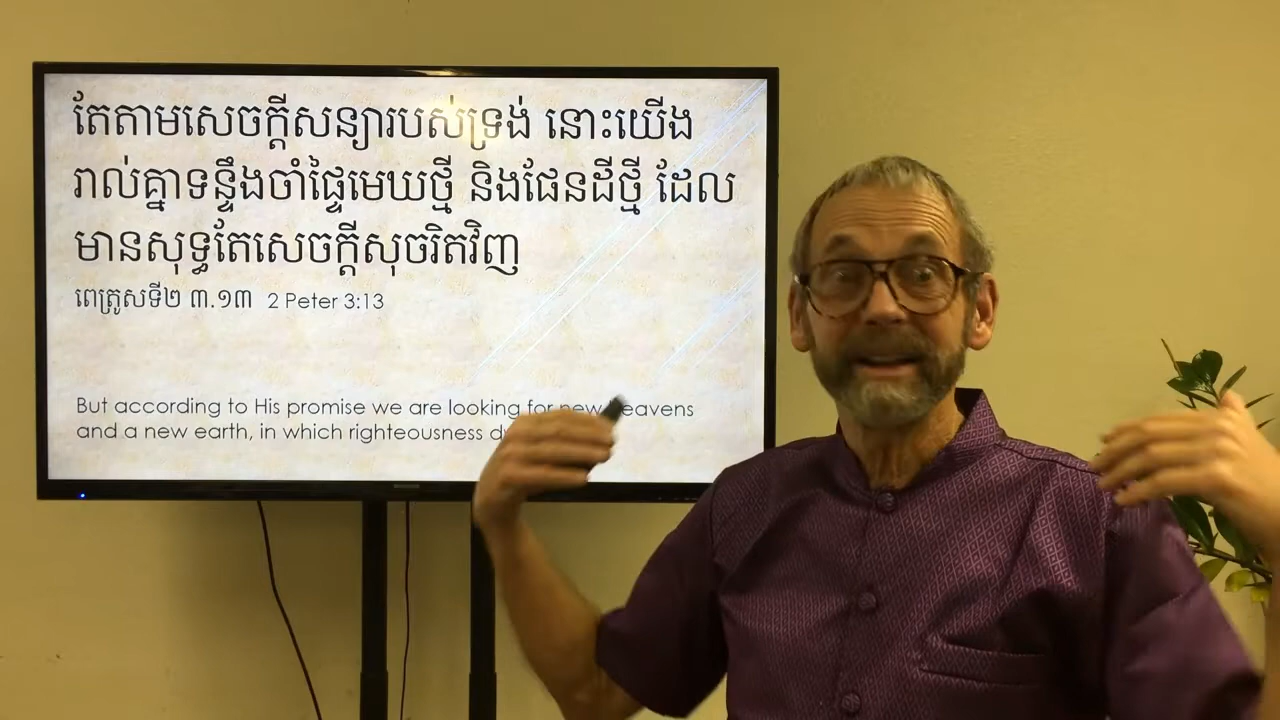 តែតាមសេចក្តីសន្យារបស់ទ្រង់ នោះយើង
រាល់គ្នាទន្ទឹងចាំផ្ទៃមេឃថ្មី និងផែនដីថ្មី ដែល
មានសុទ្ធតែសេចក្តីសុចរិតវិញ
ពេត្រូសទី២ ៣.១៣ 2 Peter 3:13
But according to His promise we are looking for new heavens
and a new earth, in which righteousness